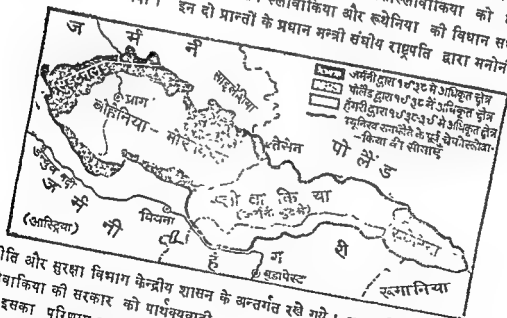 स्लोवाकिया और रूथेनिया को विधान स
। इन दो प्रान्तों के प्रधान मन्त्री संघीय राष्ट्रपति द्वारा मनोनी
ज र्म नी
साइलेशिया
जर्मनी द्वारा १९३८ में अधिकृत क्षेत्र
पोलैंड द्वारा १९३८ में अधिकृत क्षेत्र
हंगरी द्वारा १९३८-३९ में अधिकृत क्षेत्र
म्यूनिख समझौते के पूर्व चेकोस्लोवा-
-किया की सीमाएं
प्राग
बोहेमिया-मोरा
तेसेन
पो लैं ड
डेन्युब नदी
ज र्म नी
(आस्ट्रिया)
वियना
स्लो वा कि या
रूथेनिया
हं ग री
बुडापेस्ट
रूमानिया
ीति और सुरक्षा विभाग केन्द्रीय शासन के अन्तर्गत रखे गये।
वाकिया की सरकार को पार्थक्यवादी
इसका परिणाम